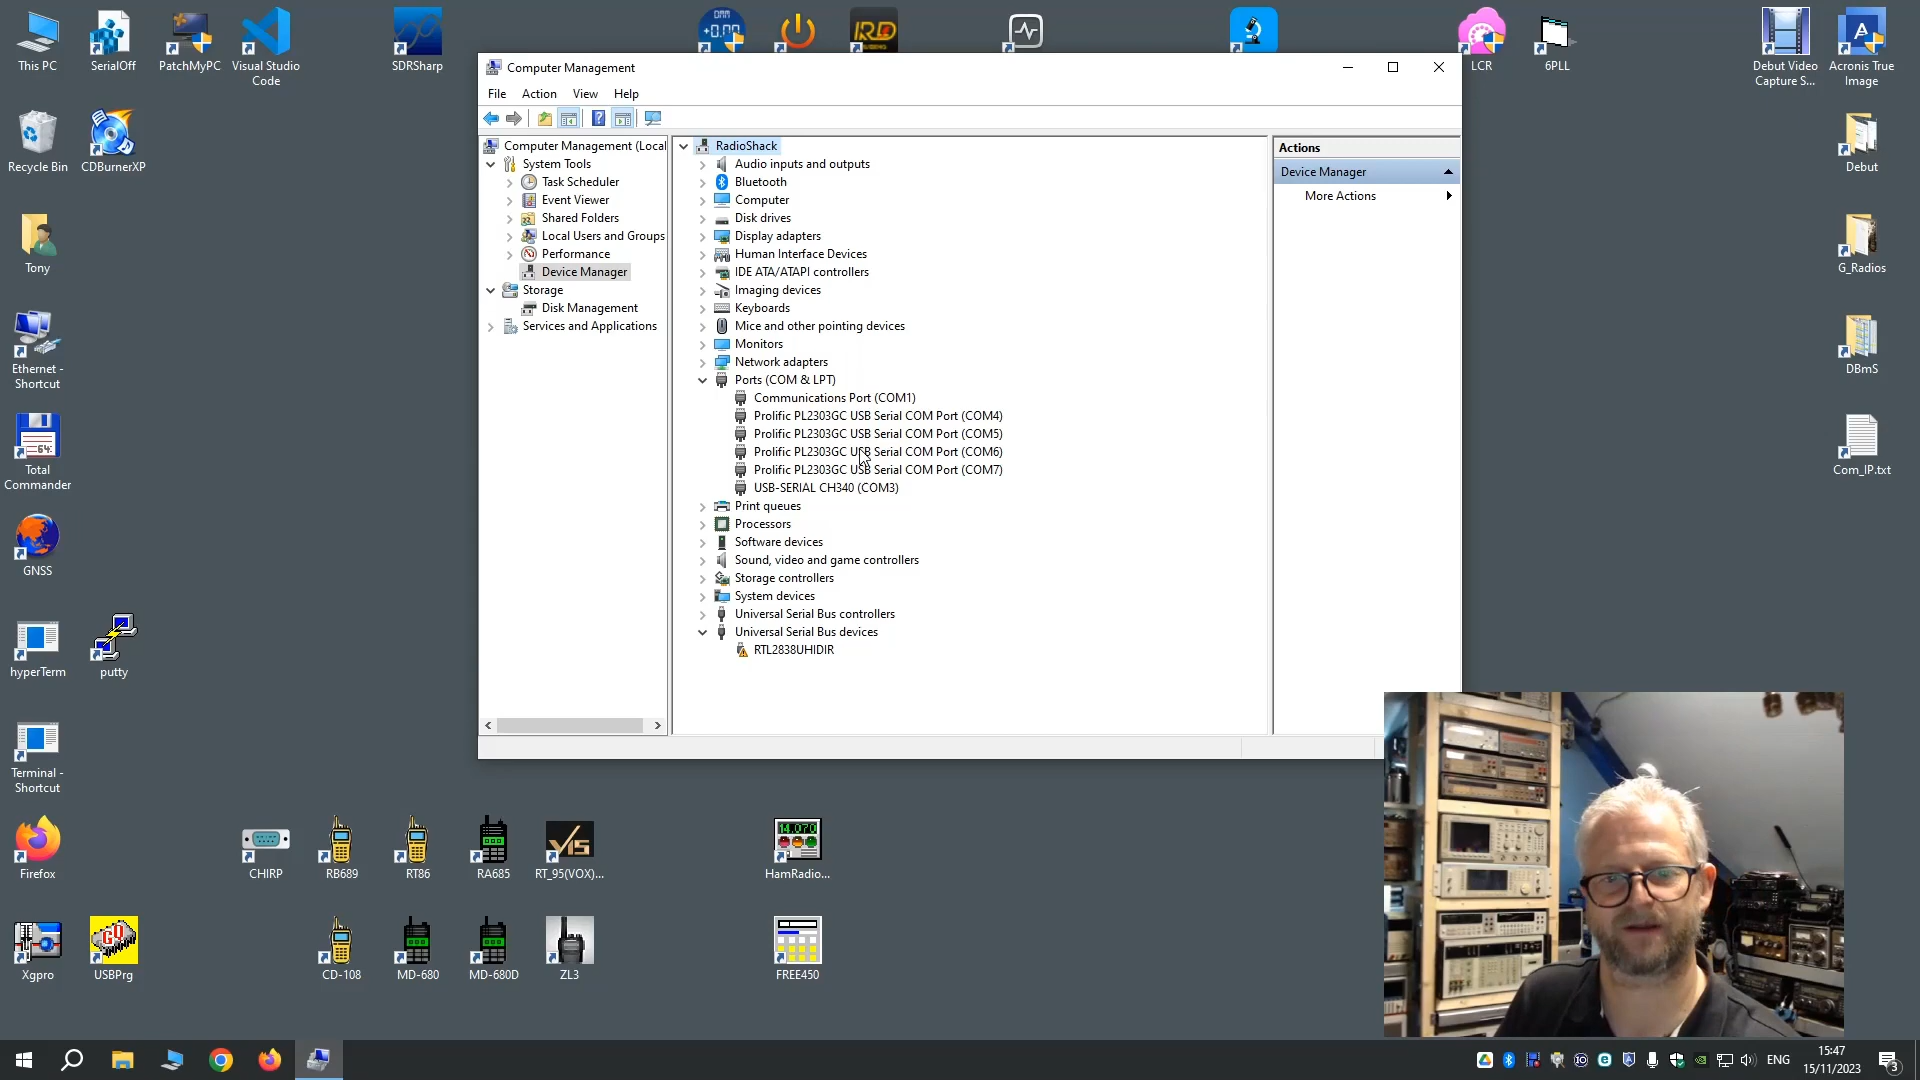 This PC
SerialOff
PatchMyPC
Visual Studio
Code
SDRSharp
DAM
+0.00
IRD
LCR
6PLL
Debut Video
Capture S...
Acronis True
Image
Recycle Bin
CDBurnerXP
Debut
Tony
G_Radios
Ethernet -
Shortcut
DBmS
64:
Total
Commander
Com_IP.txt
GNSS
hyperTerm
putty
Terminal -
Shortcut
Firefox
CHIRP
RB689
RT86
RA685
RT_95(VOX)...
14.070
HamRadio...
Xgpro
GQ
USBPrg
CD-108
MD-680
MD-680D
ZL3
FREE450
Computer Management
File Action View Help
Computer Management (Local
System Tools
Task Scheduler
Event Viewer
Shared Folders
Local Users and Groups
Performance
Device Manager
Storage
Disk Management
Services and Applications
RadioShack
Audio inputs and outputs
Bluetooth
Computer
Disk drives
Display adapters
Human Interface Devices
IDE ATA/ATAPI controllers
Imaging devices
Keyboards
Mice and other pointing devices
Monitors
Network adapters
Ports (COM & LPT)
Communications Port (COM1)
Prolific PL2303GC USB Serial COM Port (COM4)
Prolific PL2303GC USB Serial COM Port (COM5)
Prolific PL2303GC USB Serial COM Port (COM6)
Prolific PL2303GC USB Serial COM Port (COM7)
USB-SERIAL CH340 (COM3)
Print queues
Processors
Software devices
Sound, video and game controllers
Storage controllers
System devices
Universal Serial Bus controllers
Universal Serial Bus devices
RTL2838UHIDIR
Actions
Device Manager
More Actions
ENG
15:47
15/11/2023
3